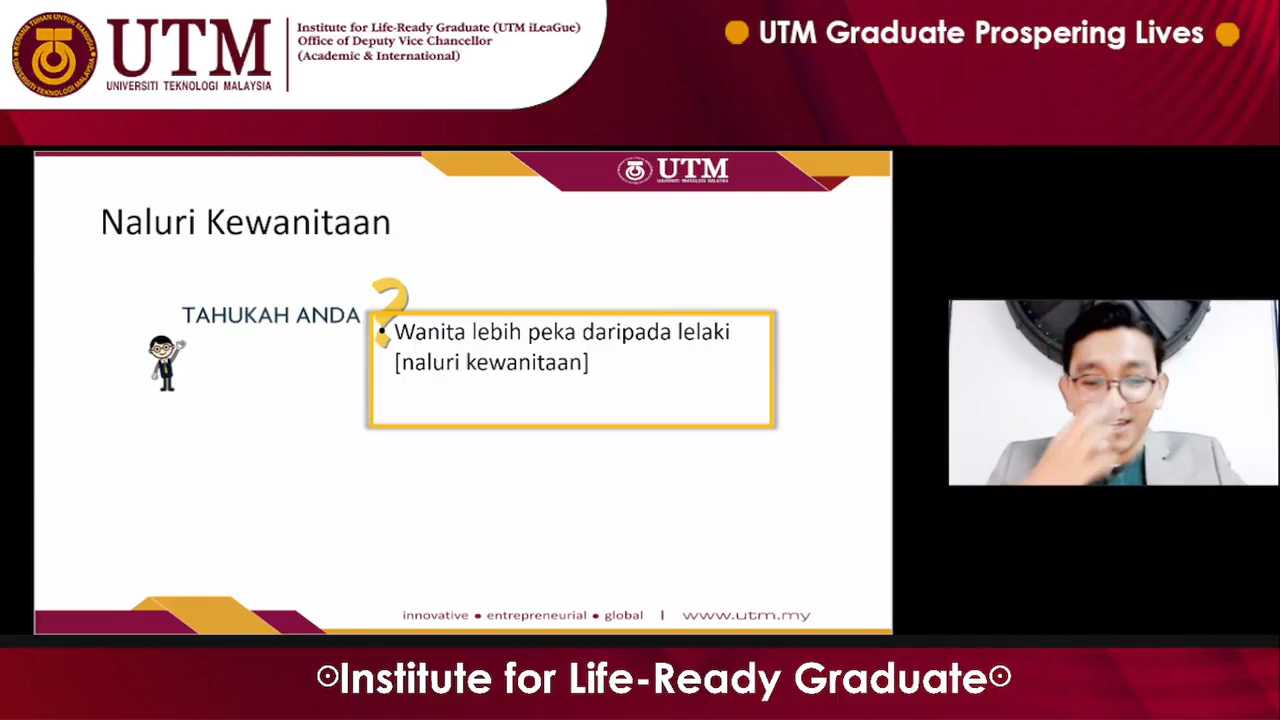 UTM
UNIVERSITI TEKNOLOGI MALAYSIA
Institute for Life-Ready Graduate (UTM iLeaGue)
Office of Deputy Vice Chancellor
(Academic & International)
UTM Graduate Prospering Lives
UTM
Naluri Kewanitaan
TAHUKAH ANDA ?
• Wanita lebih peka daripada lelaki
[naluri kewanitaan]
innovative ● entrepreneurial ● global | www.utm.my
Institute for Life-Ready Graduate